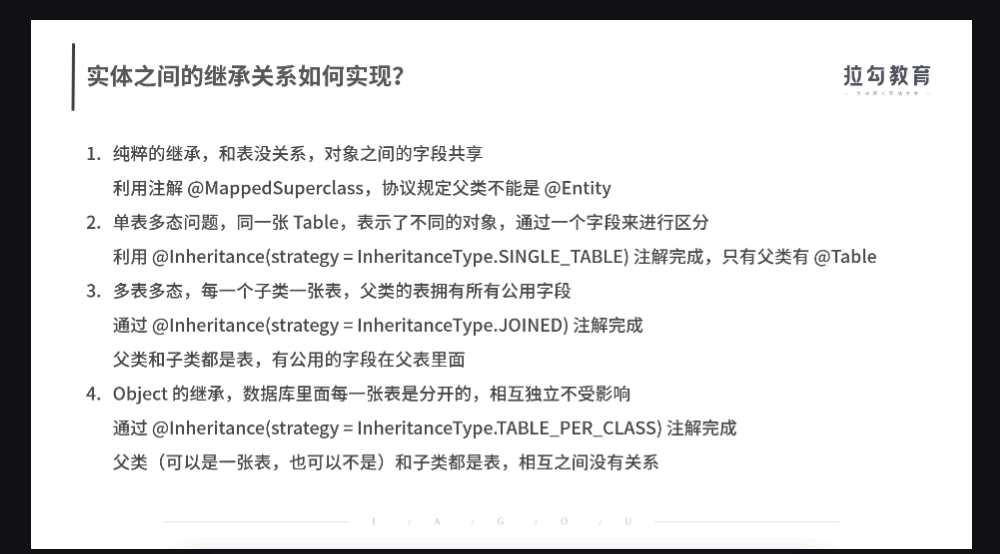 实体之间的继承关系如何实现？
拉勾教育
1. 纯粹的继承，和表没关系，对象之间的字段共享
利用注解 @MappedSuperclass，协议规定父类不能是 @Entity
2. 单表多态问题，同一张 Table，表示了不同的对象，通过一个字段来进行区分
利用 @Inheritance(strategy = InheritanceType.SINGLE_TABLE) 注解完成，只有父类有 @Table
3. 多表多态，每一个子类一张表，父类的表拥有所有公用字段
通过 @Inheritance(strategy = InheritanceType.JOINED) 注解完成
父类和子类都是表，有公用的字段在父表里面
4. Object 的继承，数据库里面每一张表是分开的，相互独立不受影响
通过 @Inheritance(strategy = InheritanceType.TABLE_PER_CLASS) 注解完成
父类（可以是一张表，也可以不是）和子类都是表，相互之间没有关系
L / A / G / O / U